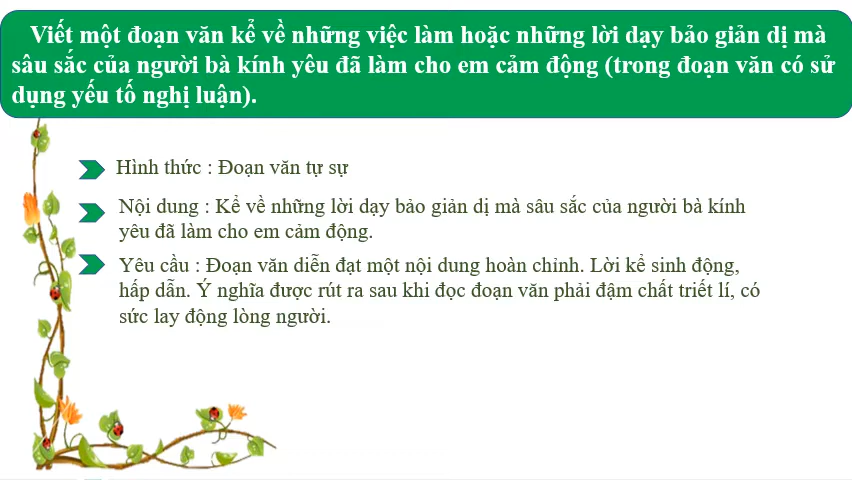 Viết một đoạn văn kể về những việc làm hoặc những lời dạy bảo giản dị mà
sâu sắc của người bà kính yêu đã làm cho em cảm động (trong đoạn văn có sử
dụng yếu tố nghị luận).
Hình thức : Đoạn văn tự sự
Nội dung : Kể về những lời dạy bảo giản dị mà sâu sắc của người bà kính
yêu đã làm cho em cảm động.
Yêu cầu : Đoạn văn diễn đạt một nội dung hoàn chỉnh. Lời kể sinh động,
hấp dẫn. Ý nghĩa được rút ra sau khi đọc đoạn văn phải đậm chất triết lí, có
sức lay động lòng người.